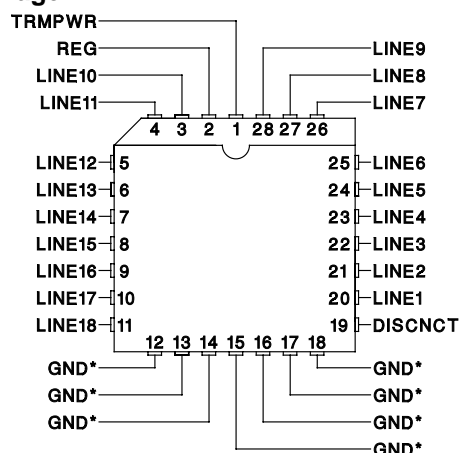 TRMPWR
REG LINE9
LINE10 LINE8
LINE11 LINE7
4 3 2 1 28 27 26
LINE12 5 25 LINE6
LINE13 6 24 LINE5
LINE14 7 23 LINE4
LINE15 8 22 LINE3
LINE16 9 21 LINE2
LINE17 10 20 LINE1
LINE18 11 19 DISCNCT
12 13 14 15 16 17 18
GND* GND*
GND* GND*
GND* GND*
GND*